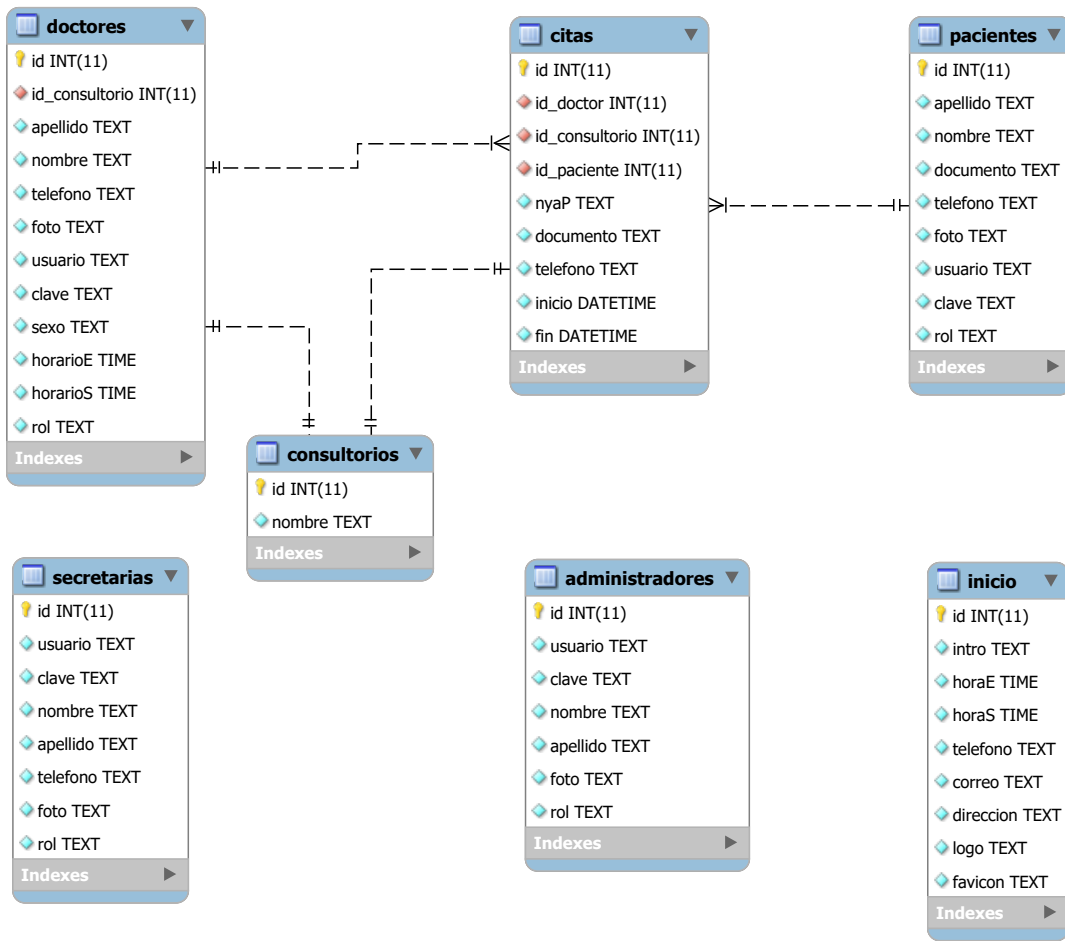 doctores
id INT(11)
id_consultorio INT(11)
apellido TEXT
nombre TEXT
telefono TEXT
foto TEXT
usuario TEXT
clave TEXT
sexo TEXT
horarioE TIME
horarioS TIME
rol TEXT
Indexes
citas
id INT(11)
id_doctor INT(11)
id_consultorio INT(11)
id_paciente INT(11)
nyaP TEXT
documento TEXT
telefono TEXT
inicio DATETIME
fin DATETIME
Indexes
pacientes
id INT(11)
apellido TEXT
nombre TEXT
documento TEXT
telefono TEXT
foto TEXT
usuario TEXT
clave TEXT
rol TEXT
Indexes
consultorios
id INT(11)
nombre TEXT
Indexes
secretarias
id INT(11)
usuario TEXT
clave TEXT
nombre TEXT
apellido TEXT
telefono TEXT
foto TEXT
rol TEXT
Indexes
administradores
id INT(11)
usuario TEXT
clave TEXT
nombre TEXT
apellido TEXT
foto TEXT
rol TEXT
Indexes
inicio
id INT(11)
intro TEXT
horaE TIME
horaS TIME
telefono TEXT
correo TEXT
direccion TEXT
logo TEXT
favicon TEXT
Indexes